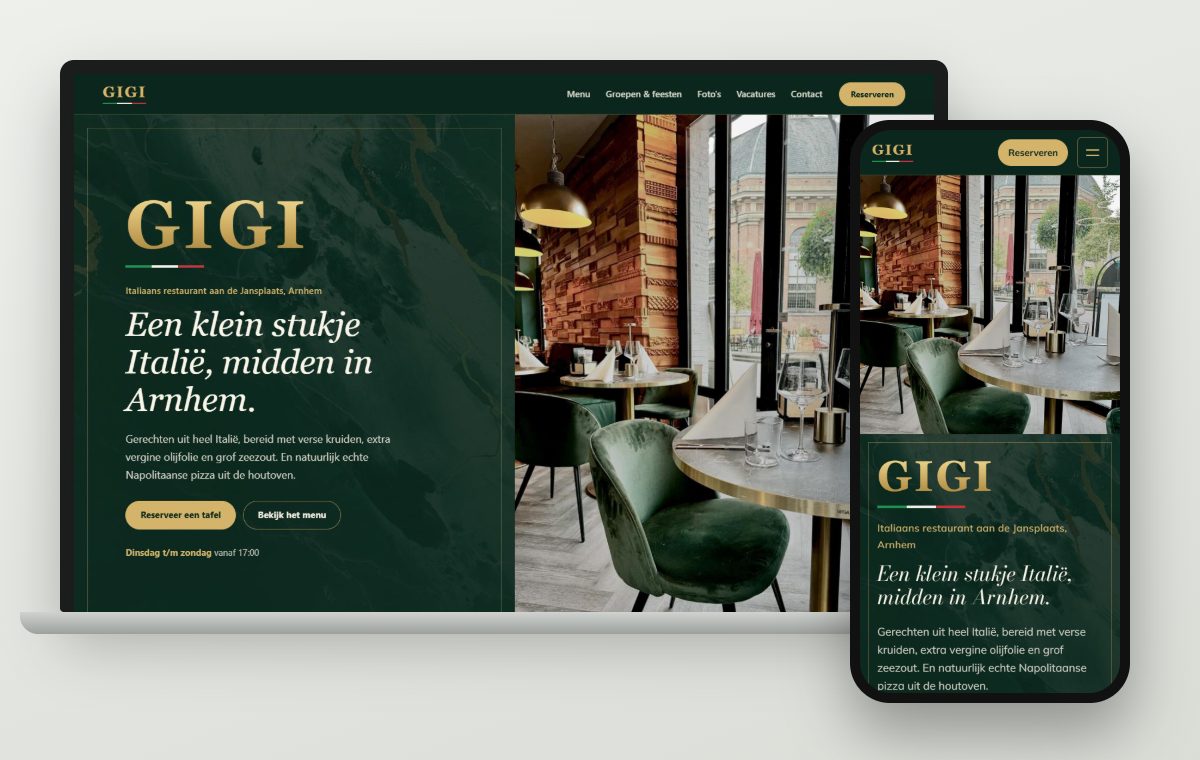 GIGI
Menu Groepen & feesten Foto's Vacatures Contact Reserveren
GIGI
Italiaans restaurant aan de Jansplaats, Arnhem
Een klein stukje
Italië, midden in
Arnhem.
Gerechten uit heel Italië, bereid met verse kruiden, extra
vergine olijfolie en grof zeezout. En natuurlijk echte
Napolitaanse pizza uit de houtoven.
Reserveer een tafel Bekijk het menu
Dinsdag t/m zondag vanaf 17:00
GIGI Reserveren
GIGI
Italiaans restaurant aan de Jansplaats,
Arnhem
Een klein stukje Italië,
midden in Arnhem.
Gerechten uit heel Italië, bereid met verse
kruiden, extra vergine olijfolie en grof
zeezout. En natuurlijk echte Napolitaanse
pizza uit de houtoven.